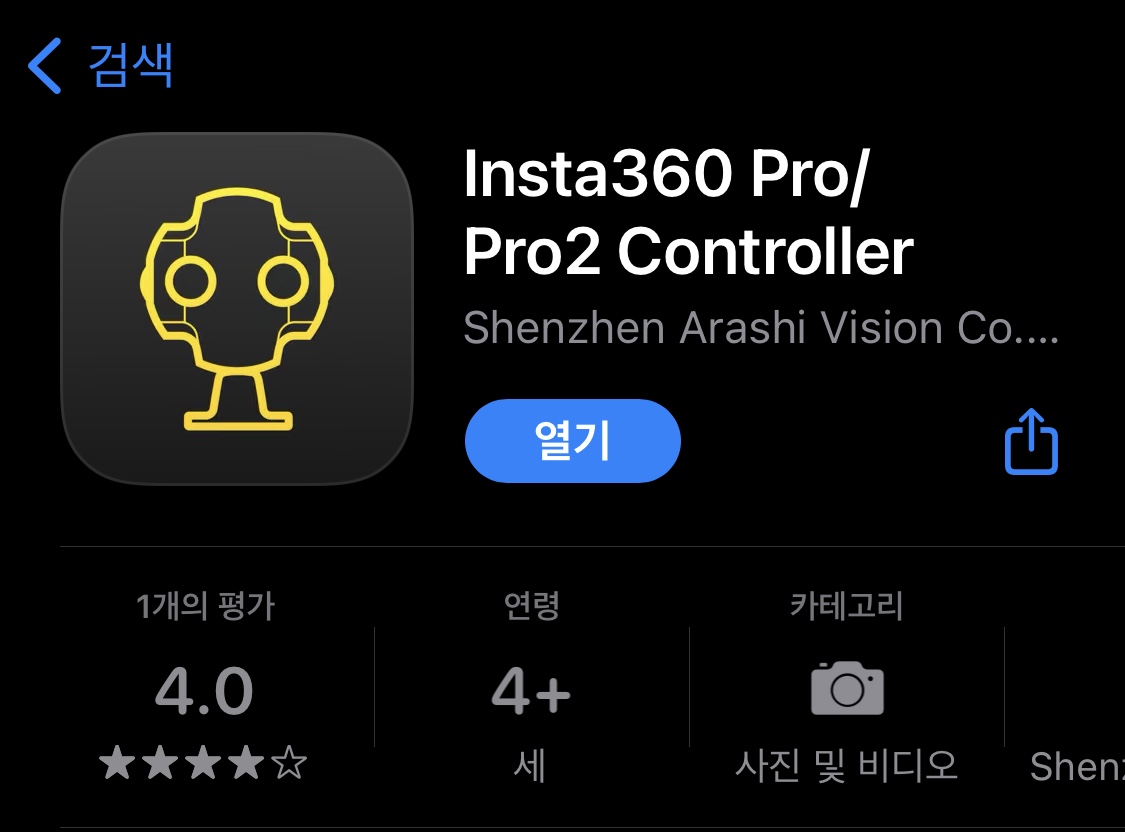 검색
Insta360 Pro/
Pro2 Controller
Shenzhen Arashi Vision Co....
열기
1개의 평가
연령
카테고리
4.0
4+
★★★★☆
세
사진 및 비디오
Shenz